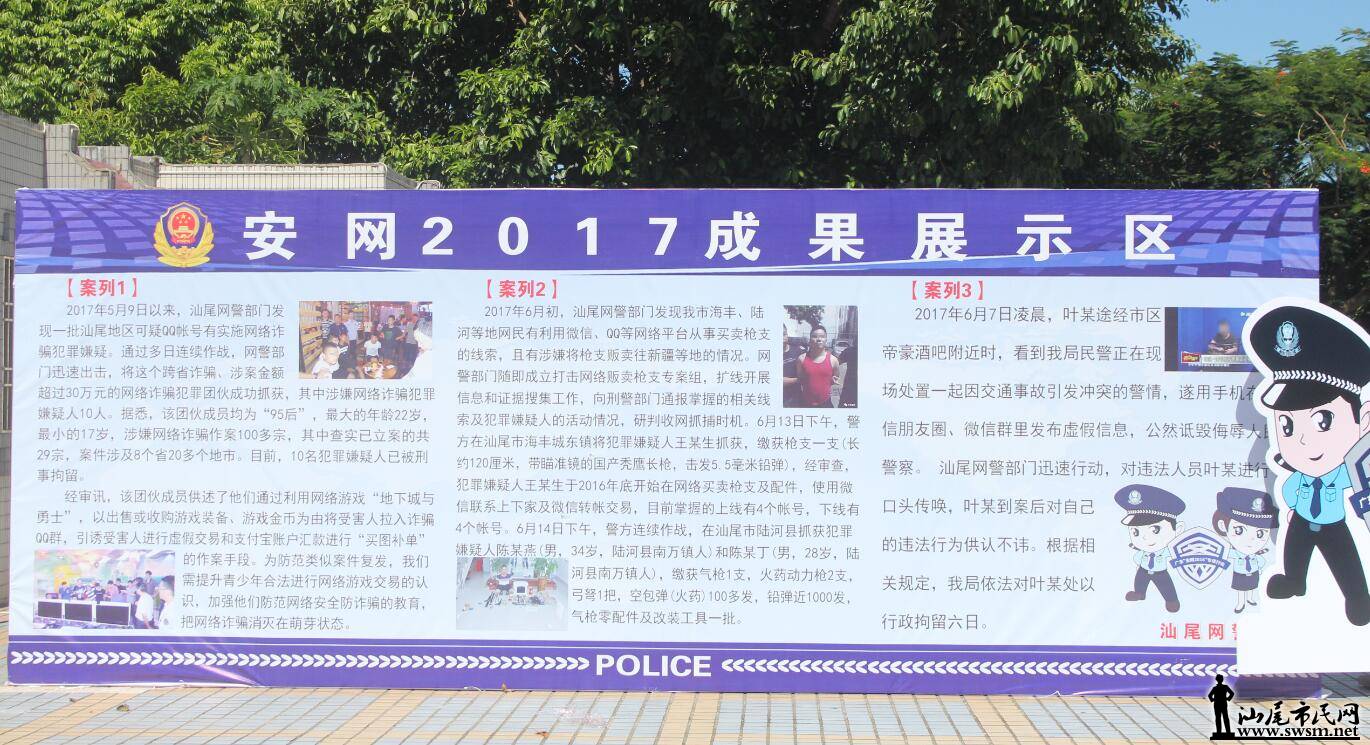 安网2017成果展示区
【案列1】
2017年5月9日以来，汕尾网警部门发
现一批汕尾地区可疑QQ帐号有实施网络诈
骗犯罪嫌疑。通过多日连续作战，网警部
门迅速出击，将这个跨省诈骗、涉案金额
超过30万元的网络诈骗犯罪团伙成功抓获，其中涉嫌网络诈骗犯罪
嫌疑人10人。据悉，该团伙成员均为“95后”，最大的年龄22岁，
最小的17岁，涉嫌网络诈骗作案100多宗，其中查实已立案的共
29宗，案件涉及8个省20多个地市。目前，10名犯罪嫌疑人已被刑
事拘留。
经审讯，该团伙成员供述了他们通过利用网络游戏“地下城与
勇士”，以出售或收购游戏装备、游戏金币为由将受害人拉入诈骗
QQ群，引诱受害人进行虚假交易和支付宝账户汇款进行“买图补单”
的作案手段。为防范类似案件复发，我们
需提升青少年合法进行网络游戏交易的认
识，加强他们防范网络安全防诈骗的教育，
把网络诈骗消灭在萌芽状态。
【案列2】
2017年6月初，汕尾网警部门发现我市海丰、陆
河等地网民有利用微信、QQ等网络平台从事买卖枪支
的线索，且有涉嫌将枪支贩卖往新疆等地的情况。网
警部门随即成立打击网络贩卖枪支专案组，扩线开展
信息和证据搜集工作，向刑警部门通报掌握的相关线
索及犯罪嫌疑人的活动情况，研判收网抓捕时机。6月13日下午，警
方在汕尾市海丰城东镇将犯罪嫌疑人王某生抓获，缴获枪支一支(长
约120厘米，带瞄准镜的国产秃鹰长枪，击发5.5毫米铅弹)，经审查，
犯罪嫌疑人王某生于2016年底开始在网络买卖枪支及配件，使用微
信联系上下家及微信转帐交易，目前掌握的上线有4个帐号，下线有
4个帐号。6月14日下午，警方连续作战，在汕尾市陆河县抓获犯罪
嫌疑人陈某燕(男，34岁，陆河县南万镇人)和陈某丁(男，28岁，陆
河县南万镇人)，缴获气枪1支，火药动力枪2支，
弓弩1把，空包弹(火药)100多发，铅弹近1000发，
气枪零配件及改装工具一批。
【案列3】
2017年6月7日凌晨，叶某途经市区
帝豪酒吧附近时，看到我局民警正在现
场处置一起因交通事故引发冲突的警情，遂用手机在
信朋友圈、微信群里发布虚假信息，公然诋毁侮辱人民
警察。 汕尾网警部门迅速行动，对违法人员叶某进行
口头传唤，叶某到案后对自己
的违法行为供认不讳。根据相
关规定，我局依法对叶某处以
行政拘留六日。
汕尾网警
POLICE
汕尾市民网
www.swsm.net